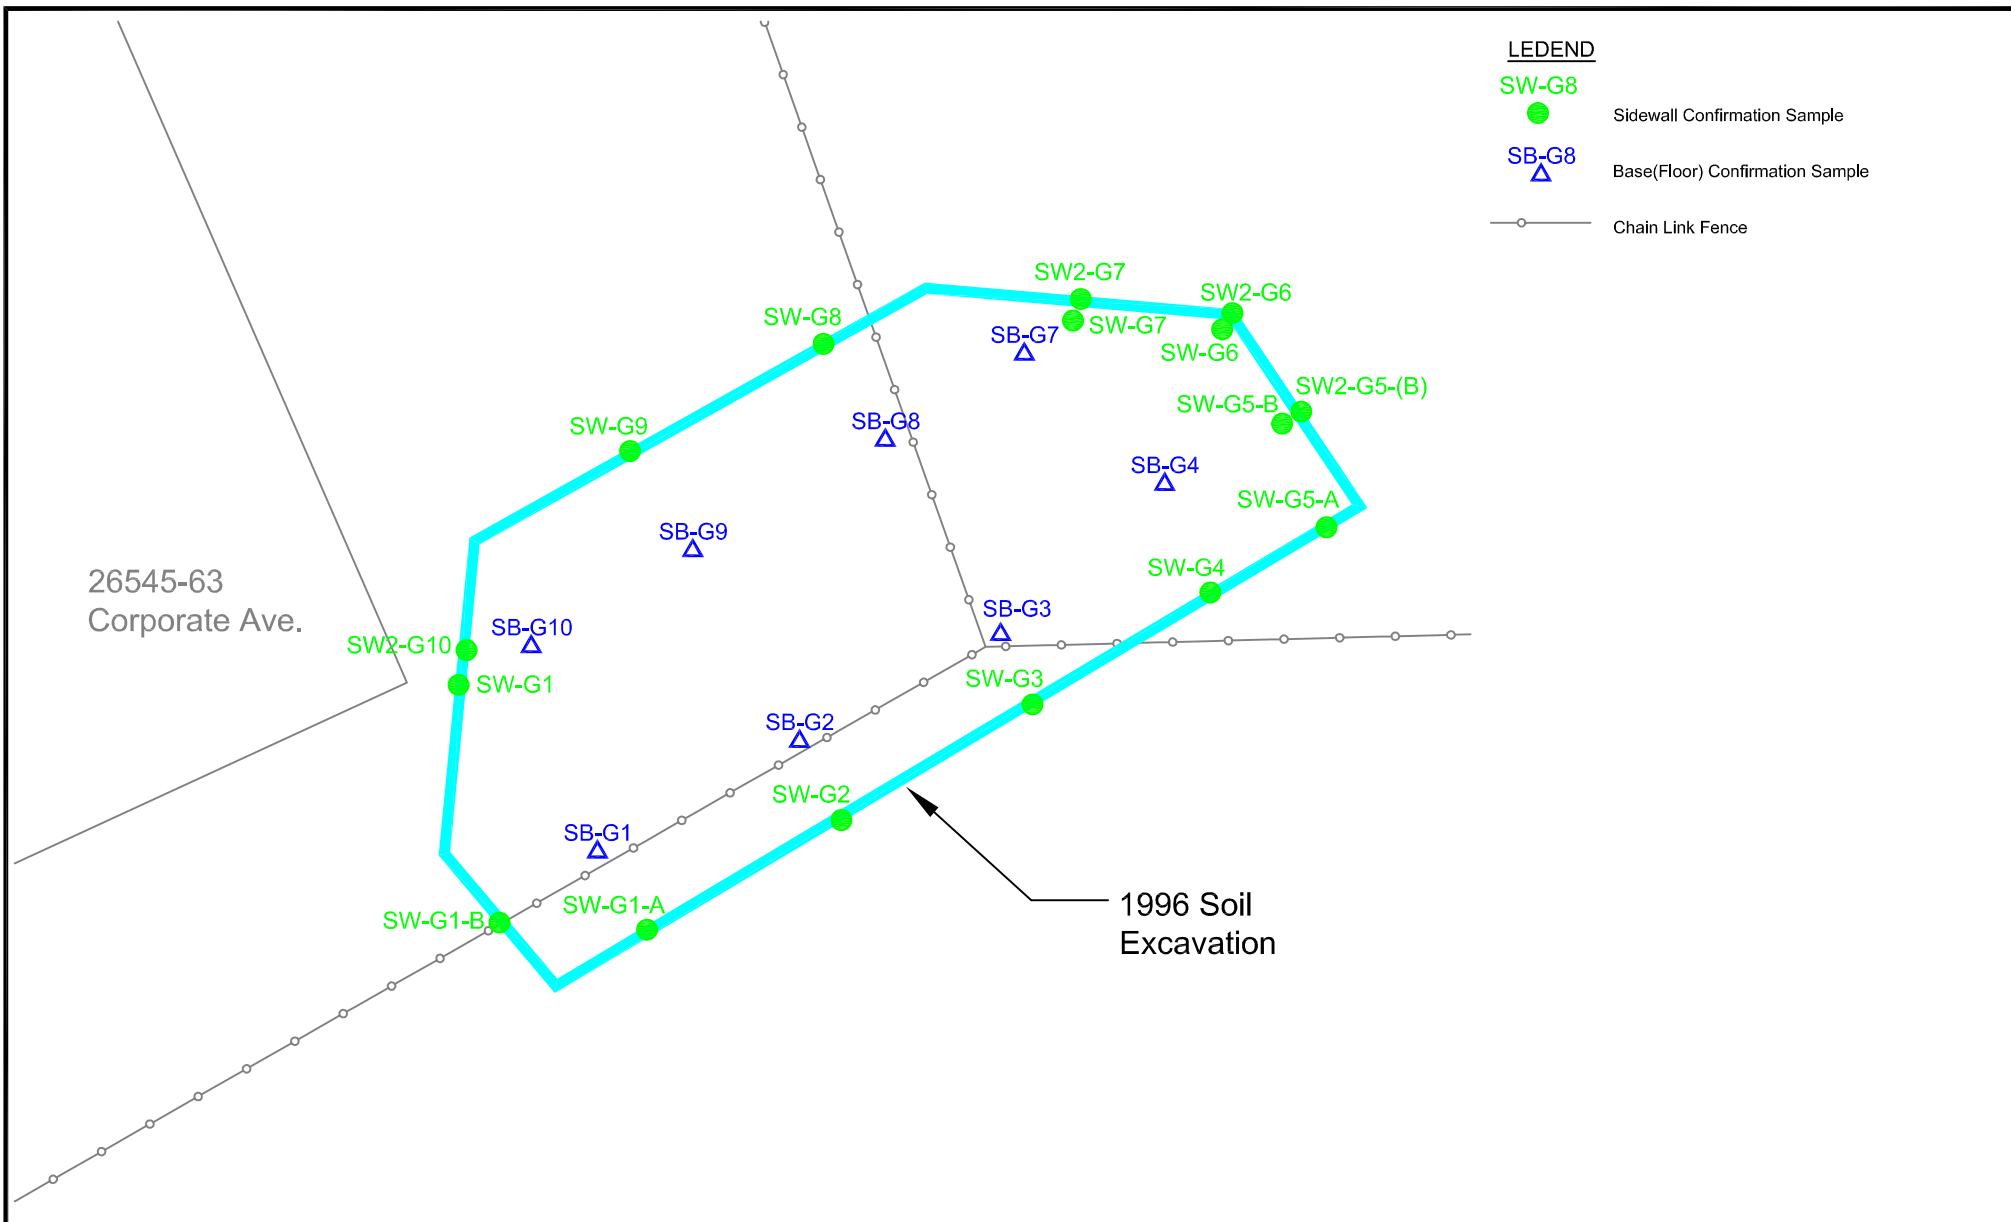 LEDEND
SW-G8
Sidewall Confirmation Sample
SB-G8
Base(Floor) Confirmation Sample
Chain Link Fence
SW2-G7
SW2-G6
SW-G8
SW-G7
SB-G7
SW-G6
SW2-G5-(B)
SW-G5-B
SB-G8
SW-G9
SB-G4
SW-G5-A
SB-G9
SW-G4
26545-63
Corporate Ave.
SB-G3
SB-G10
SW2-G10
SW-G1
SW-G3
SB-G2
SW-G2
SB-G1
SW-G1-A
SW-G1-B
1996 Soil
Excavation